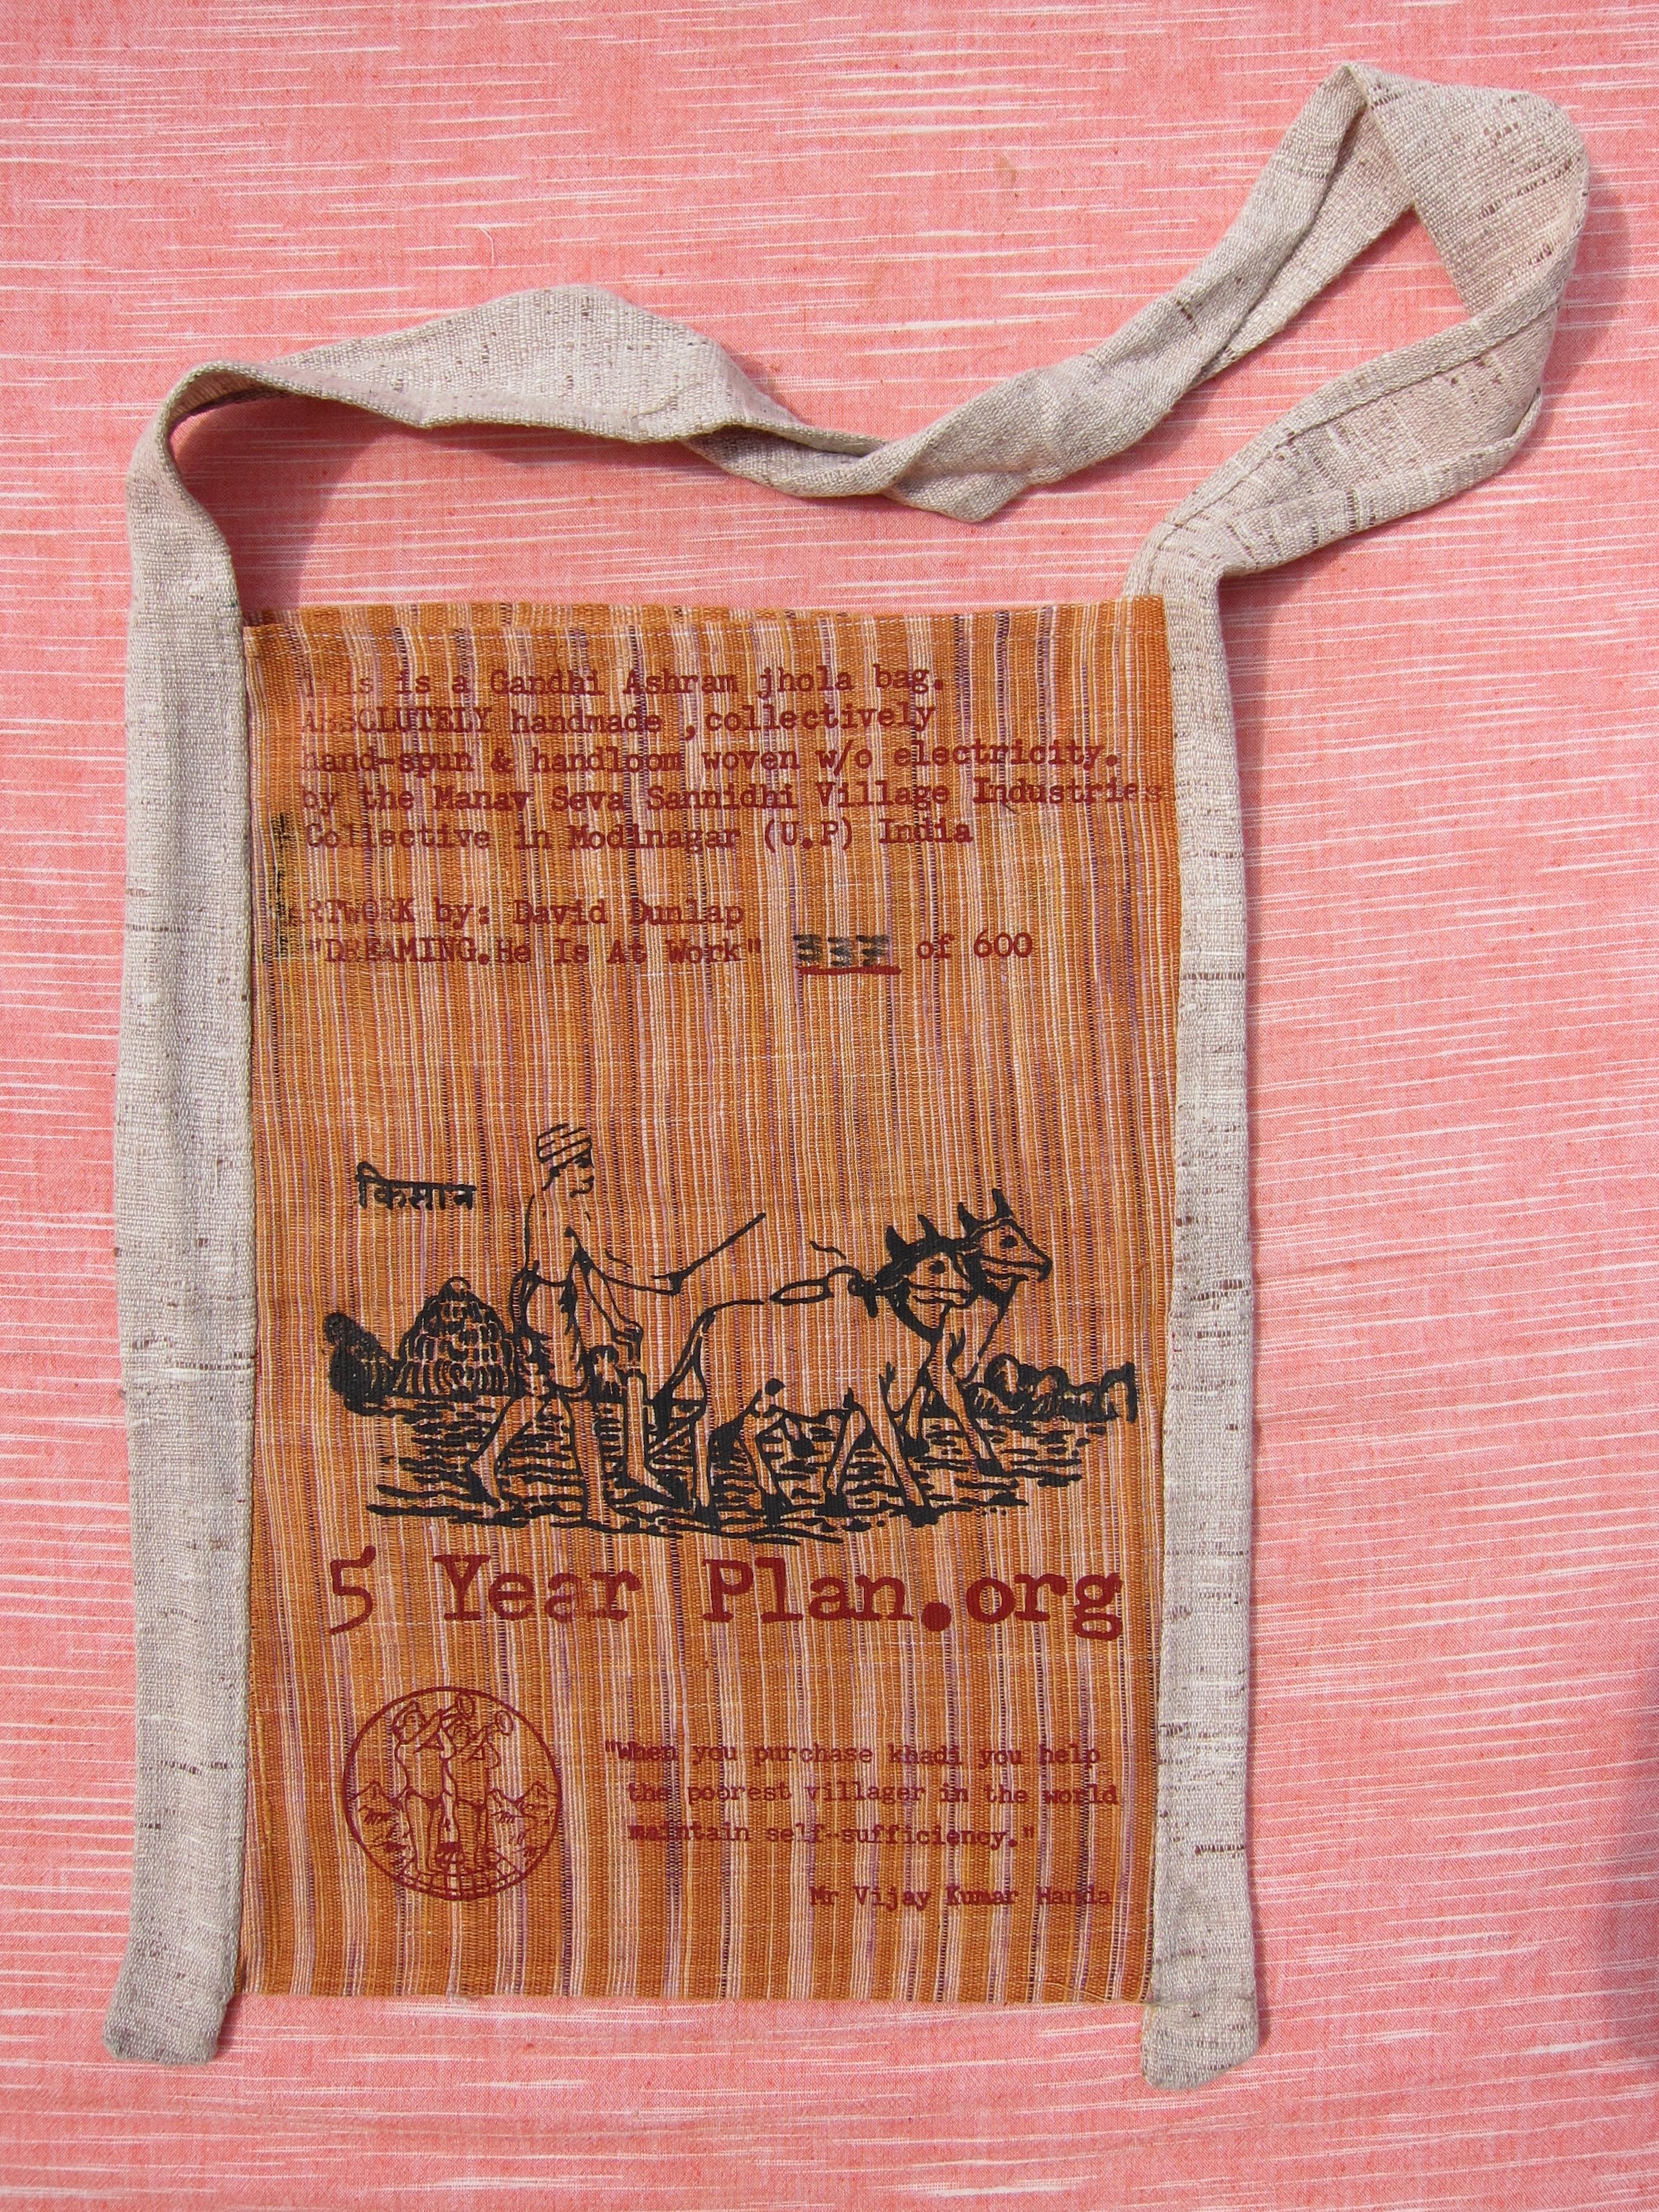 This is a Gandhi Ashram jhola bag.
ABSOLUTELY handmade ,collectively
hand-spun & handloom woven w/o electricity.
by the Manav Seva Sannidhi Village Industries
Collective in Modinagar (U.P) India
ARTWORK by: David Dunlap
"DREAMING.He Is At Work" 337 of 600
किसान
5 Year Plan.org
"When you purchase khadi you help
the poorest villager in the world
maintain self-sufficiency."
Mr Vijay Kumar Handa